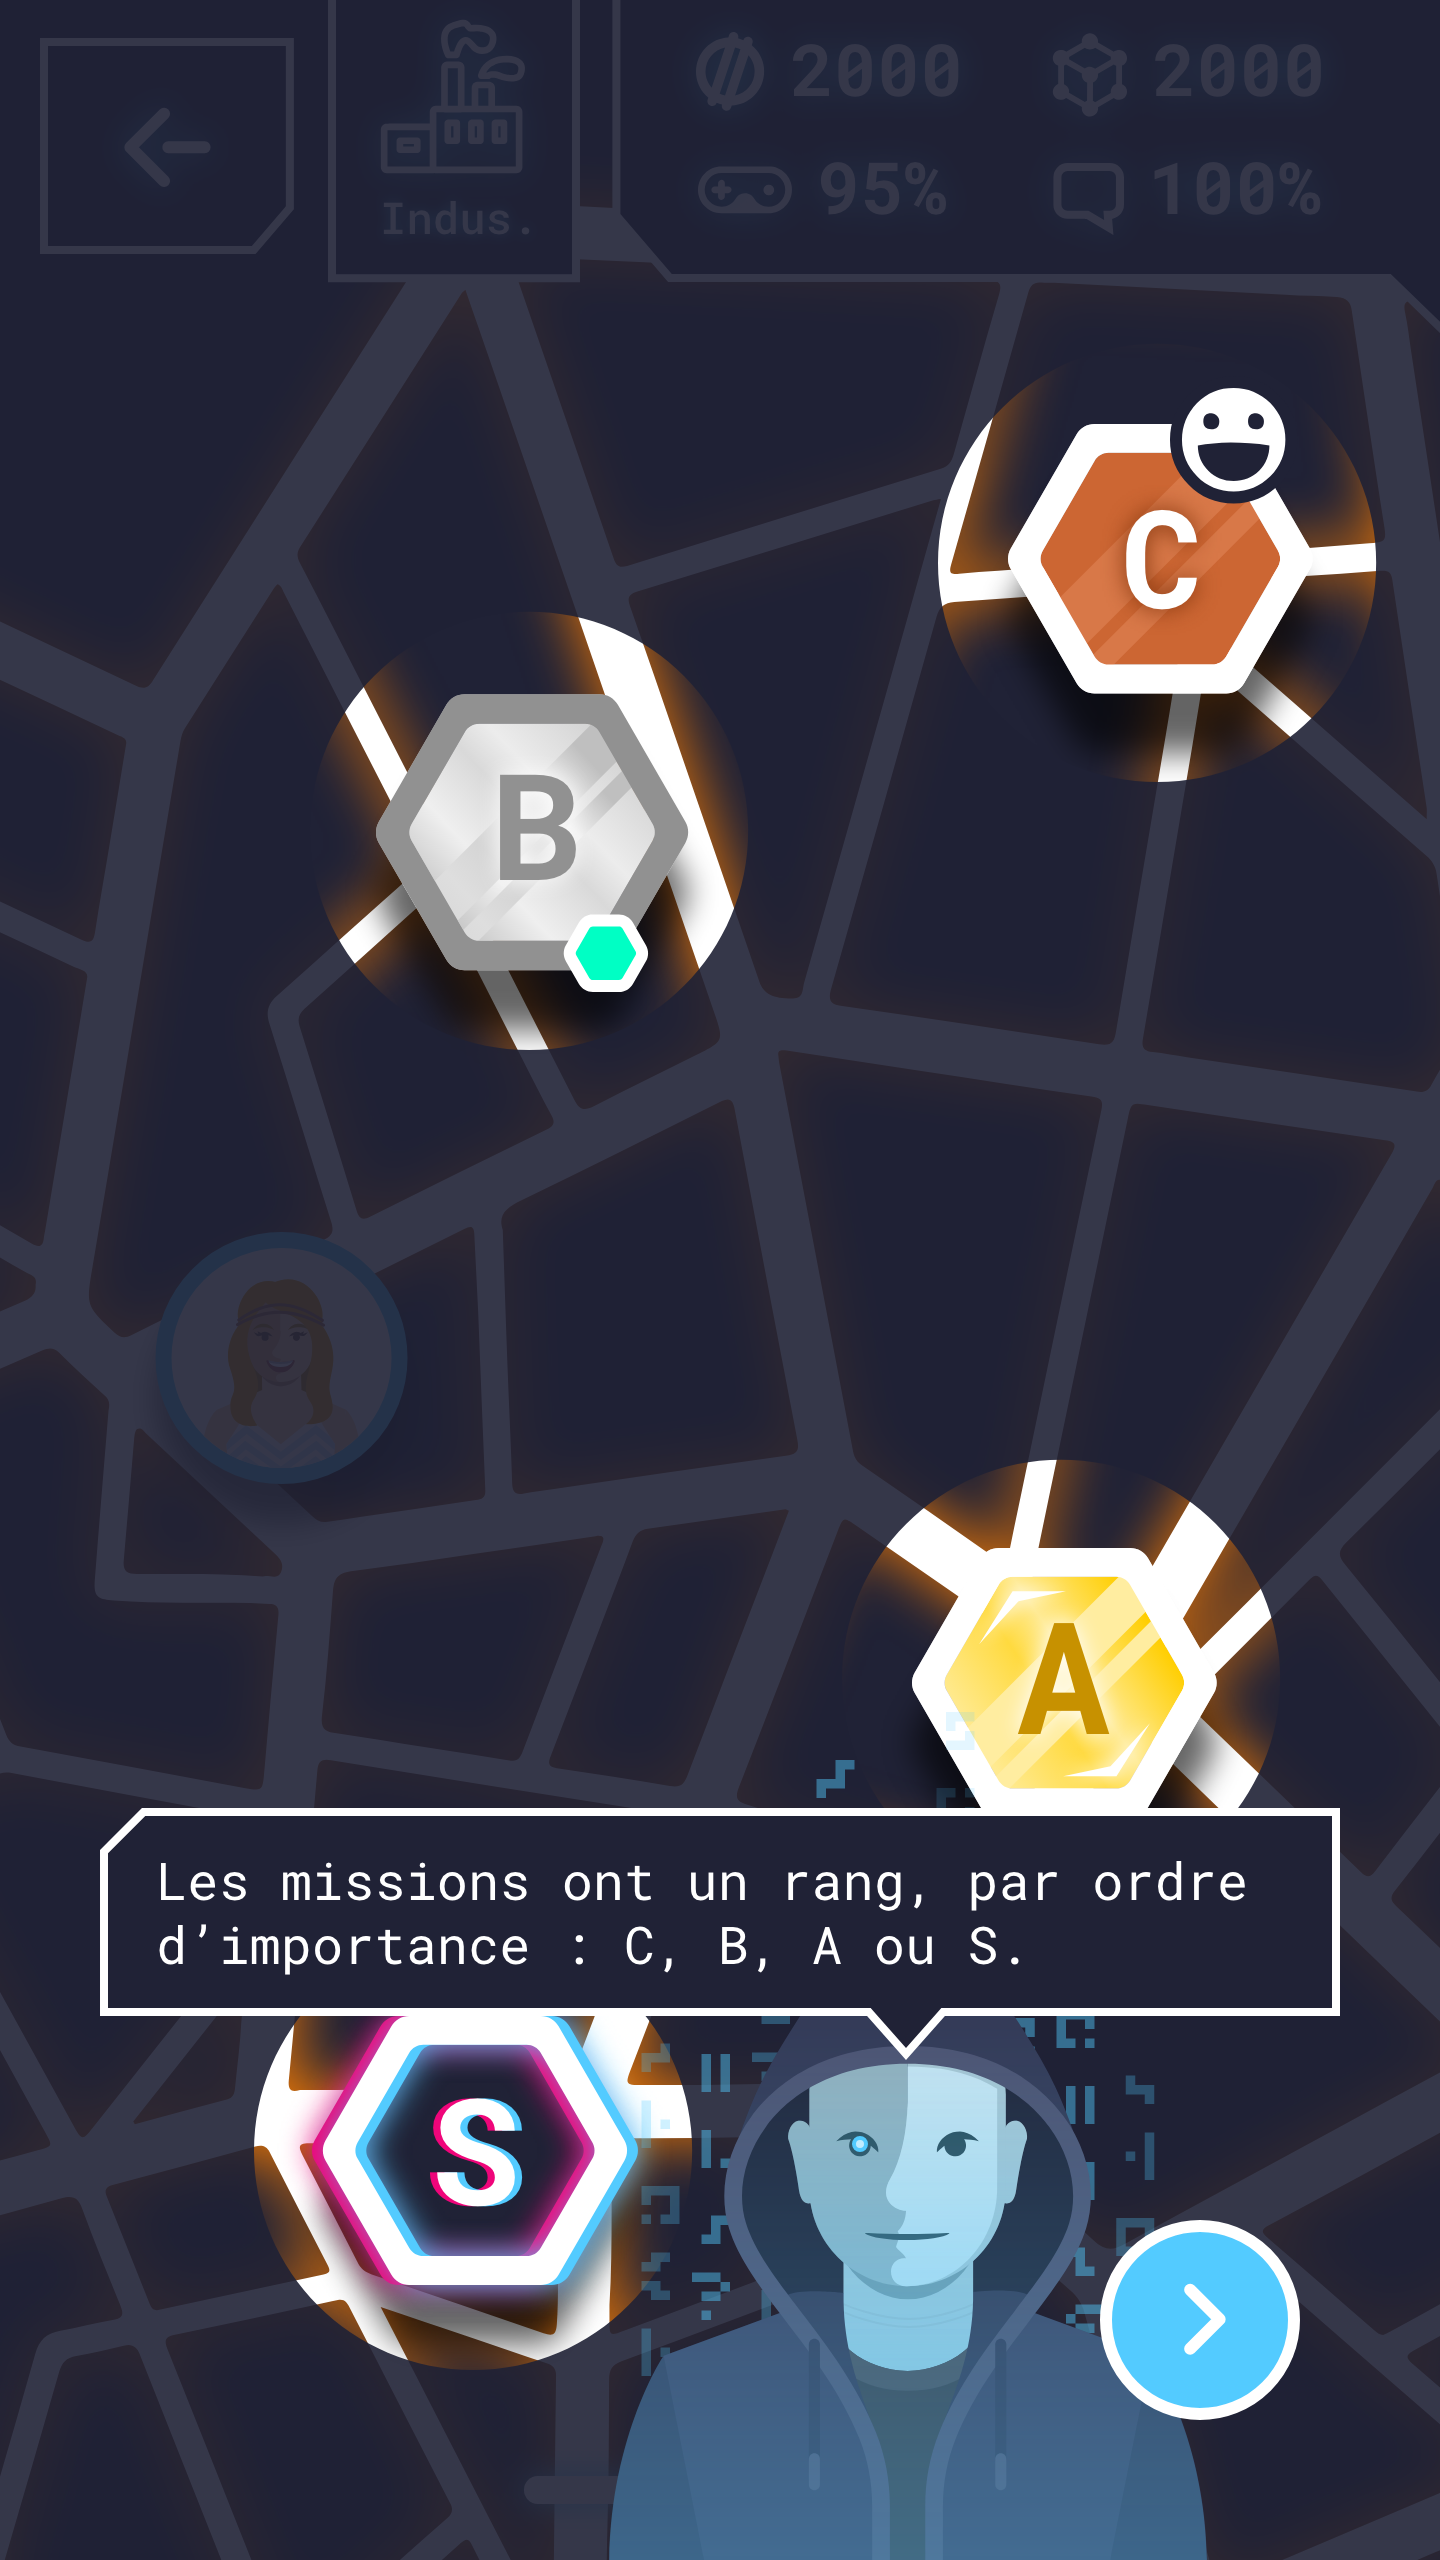 2000 2000
Indus. 95% 100%
C
B
A
Les missions ont un rang, par ordre
d’importance : C, B, A ou S.
S